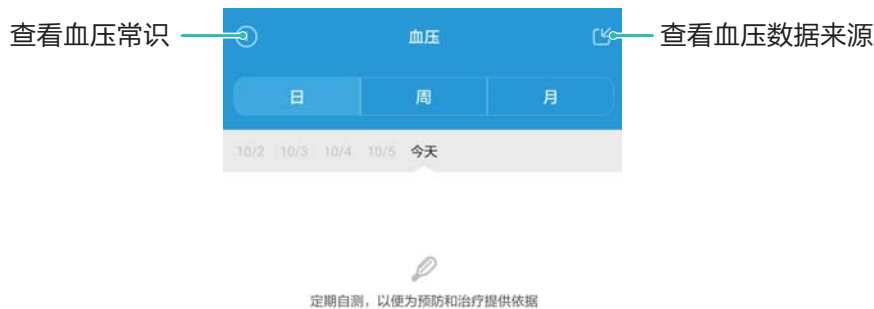 查看血压常识
血压
查看血压数据来源
日
周
月
10/2 10/3 10/4 10/5 今天
定期自测，以便为预防和治疗提供依据